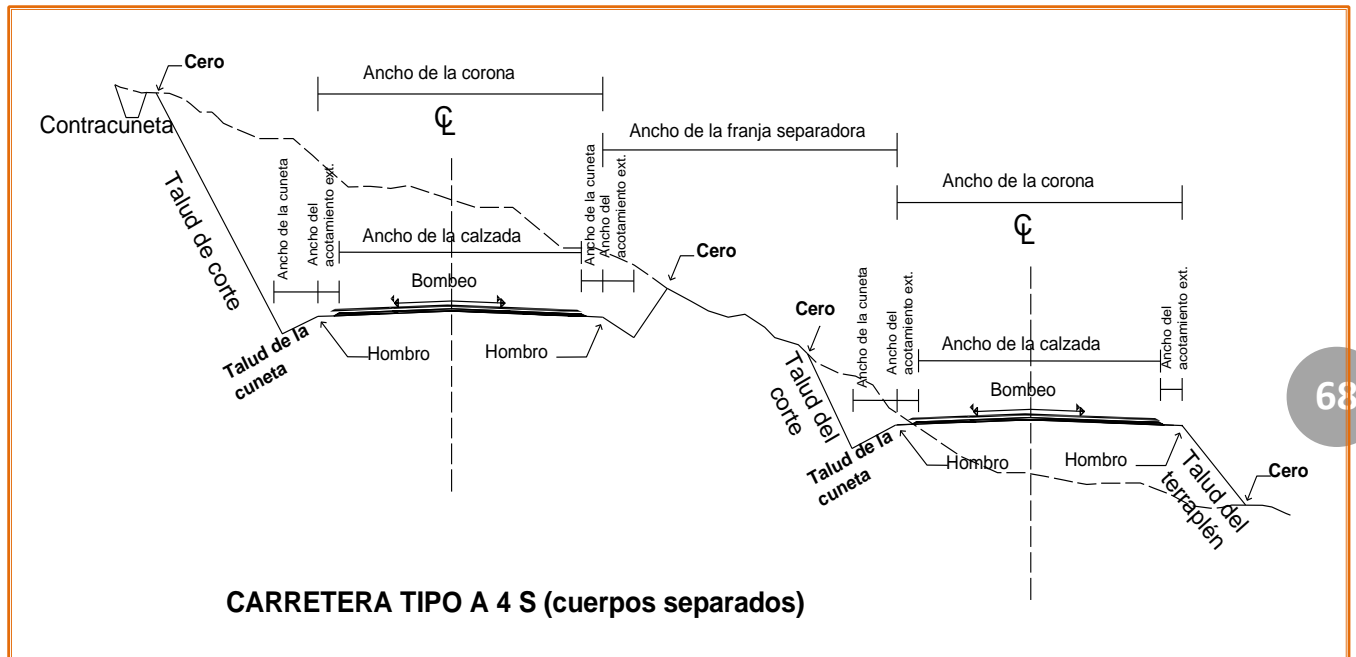 Cero
Ancho de la corona
Contracuneta
℄
Ancho de la franja separadora
Talud de corte
Ancho de la cuneta
Ancho del
acotamiento ext.
Ancho de la calzada
Ancho de la cuneta
Ancho del
acotamiento ext.
Ancho de la corona
℄
Bombeo
Cero
Talud de la
cuneta
Hombro
Hombro
Cero
Talud del
corte
Ancho de la cuneta
Ancho del
acotamiento ext.
Ancho de la calzada
Ancho del
acotamiento ext.
Bombeo
68
Talud de la
cuneta
Hombro
Hombro
Talud del
terraplén
Cero
CARRETERA TIPO A 4 S (cuerpos separados)